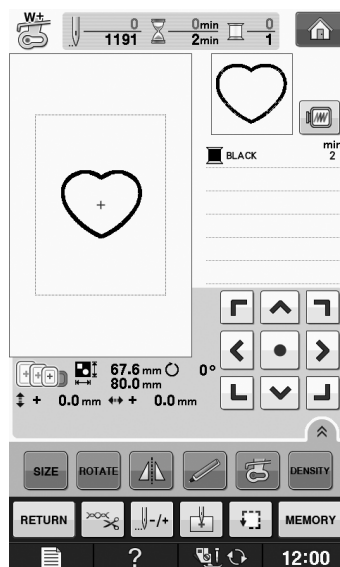 W+
0 0min 0
1191 2min 1
min
BLACK 2
67.6 mm 0°
80.0 mm
+ 0.0 mm + 0.0 mm
SIZE ROTATE DENSITY
RETURN -/+ MEMORY
? 12:00